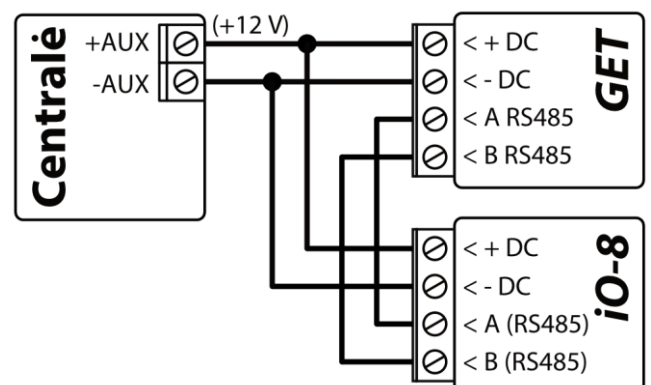 Centralė
+AUX
-AUX
(+12 V)
GET
< + DC
< - DC
< A RS485
< B RS485
iO-8
< + DC
< - DC
< A (RS485)
< B (RS485)